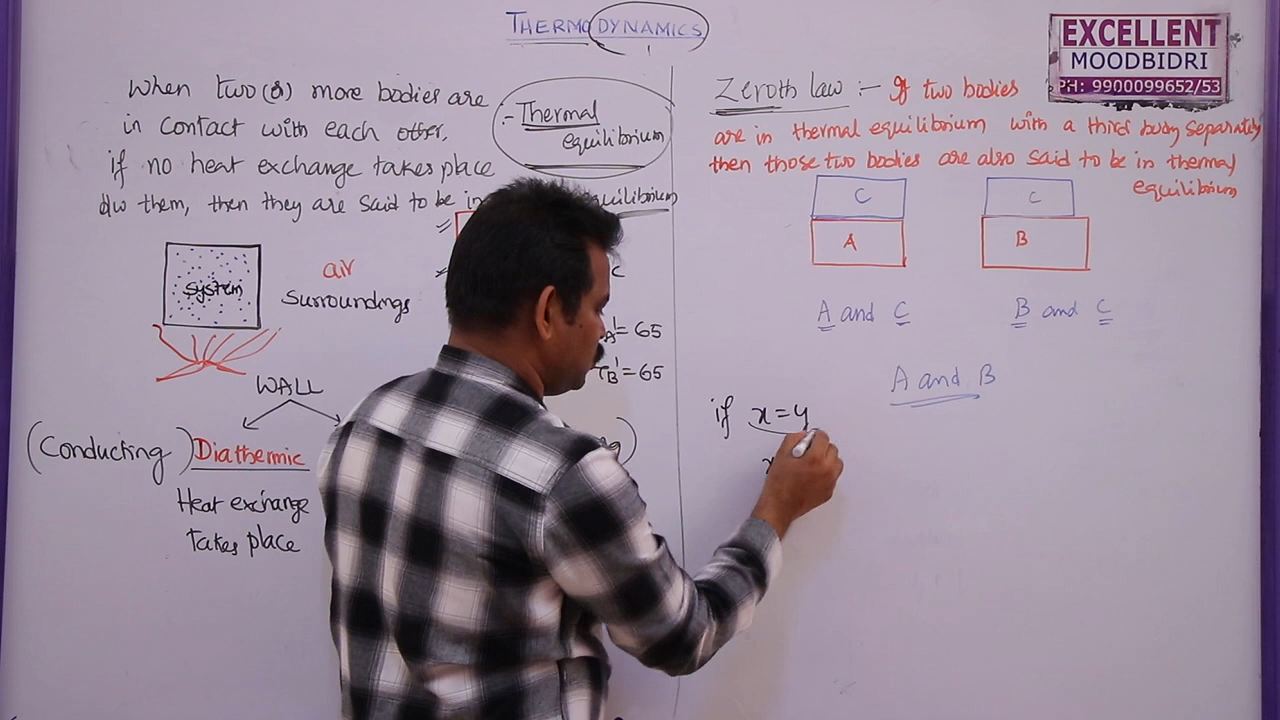 THERMODYNAMICS
EXCELLENT
MOODBIDRI
PH: 9900099652/53
When two (or) more bodies are
in contact with each other.
if no heat exchange takes place
b/w them, then they are said to be in equilibrium
:- Thermal
equilibrium
system
air
surroundings
C
A' = 65
TB' = 65
WALL
(Conducting) Diathermic
Heat exchange
takes place
Zeroth law :- If two bodies
are in thermal equilibrium with a third body separately
then those two bodies are also said to be in thermal
equilibrium
C
C
A
B
A and C
B and C
A and B
if x = y
x